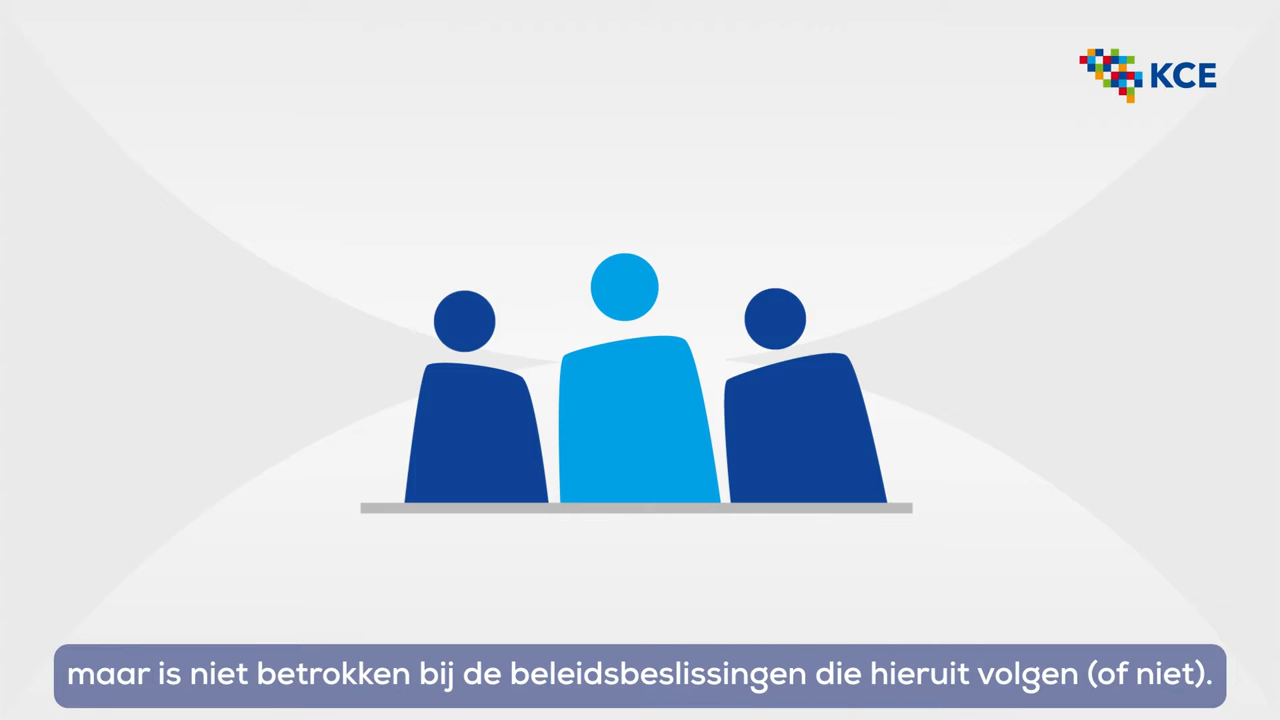 KCE
maar is niet betrokken bij de beleidsbeslissingen die hieruit volgen (of niet).